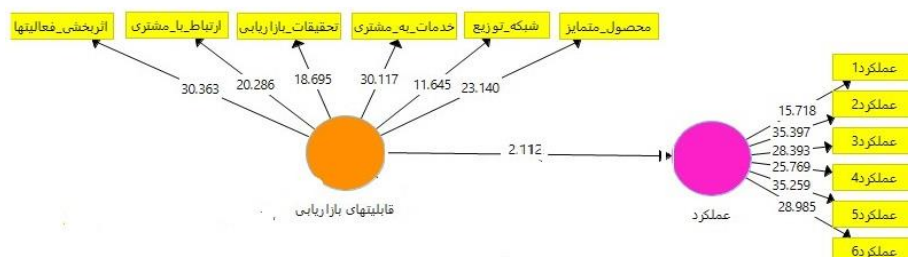 محصول_متمایز
شبکه_توزیع
خدمات_به_مشتری
تحقیقات_بازاریابی
ارتباط_با_مشتری
اثربخشی_فعالیتها
30.363
20.286
18.695
30.117
11.645
23.140
قابلیتهای بازاریابی
2.112
عملکرد
15.718
35.397
28.393
25.769
35.259
28.985
عملکرد1
عملکرد2
عملکرد3
عملکرد4
عملکرد5
عملکرد6